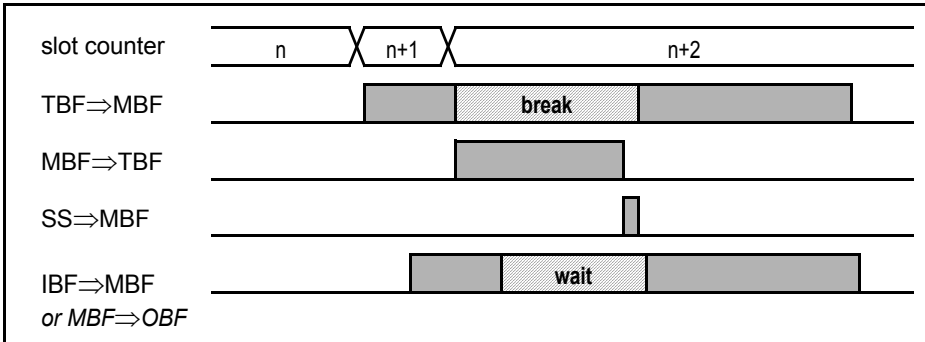 slot counter
n n+1 n+2
TBF⇒MBF
break
MBF⇒TBF
SS⇒MBF
IBF⇒MBF
wait
or MBF⇒OBF